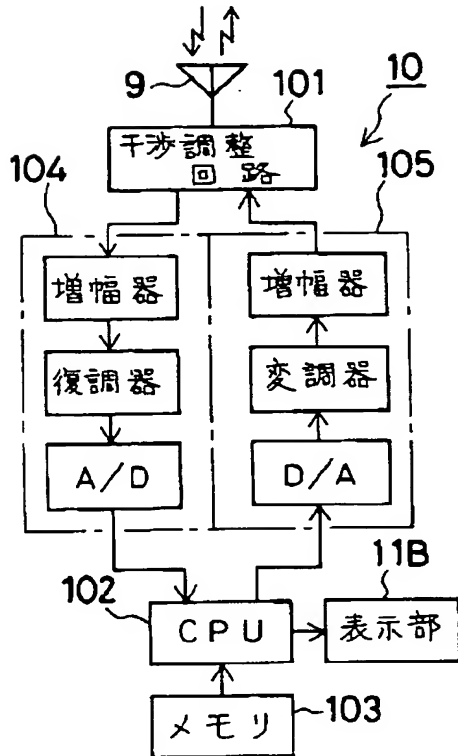 9
101
10
干渉調整
回路
104
105
増幅器
増幅器
復調器
変調器
A/D
D/A
102
11B
CPU
表示部
メモリ
103